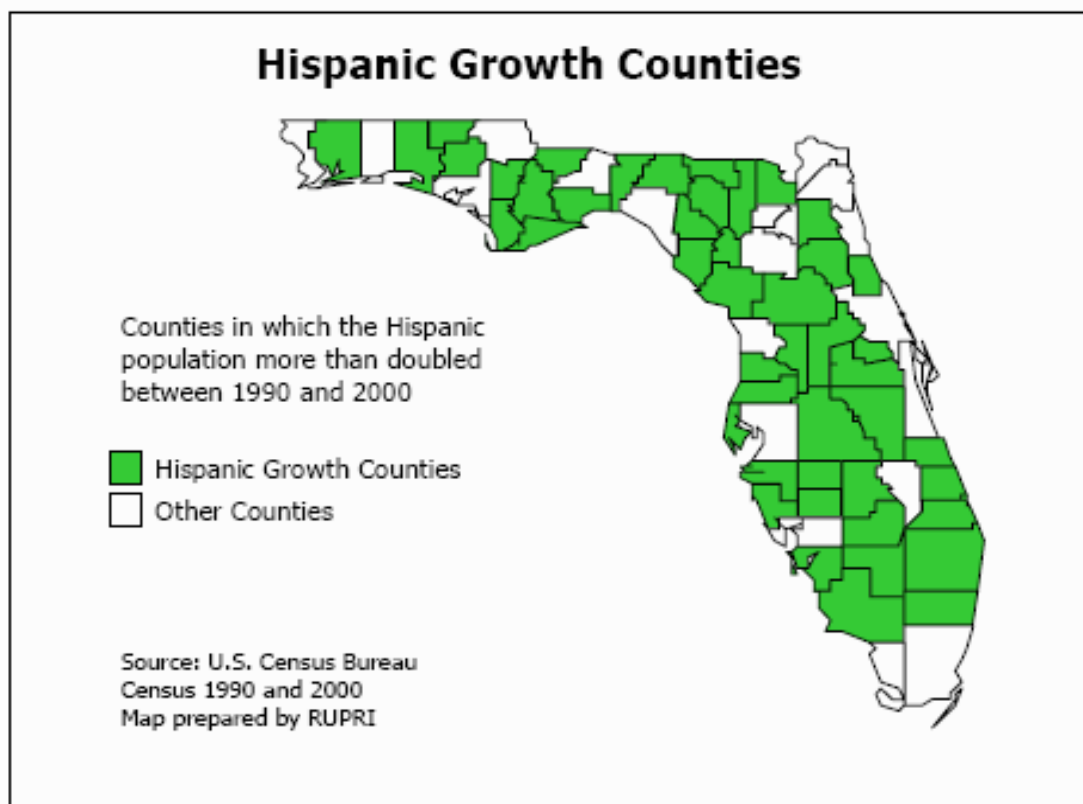 Hispanic Growth Counties
Counties in which the Hispanic
population more than doubled
between 1990 and 2000
Hispanic Growth Counties
Other Counties
Source: U.S. Census Bureau
Census 1990 and 2000
Map prepared by RUPRI